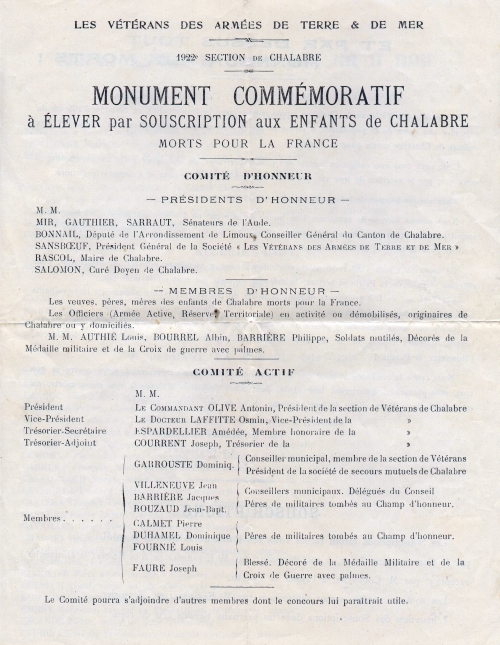 LES VÉTÉRANS DES ARMÉES DE TERRE & DE MER
1922e SECTION DE CHALABRE
MONUMENT COMMÉMORATIF
à ÉLEVER par SOUSCRIPTION aux ENFANTS de CHALABRE
MORTS POUR LA FRANCE
COMITÉ D'HONNEUR
— PRÉSIDENTS D'HONNEUR —
M. M.
MIR, GAUTHIER, SARRAUT, Sénateurs de l'Aude.
BONNAIL, Député de l'Arrondissement de Limoux, Conseiller Général du Canton de Chalabre.
SANSBŒUF, Président Général de la Société « LES VÉTÉRANS DES ARMÉES DE TERRE ET DE MER »
RASCOL, Maire de Chalabre.
SALOMON, Curé Doyen de Chalabre.
— MEMBRES D'HONNEUR —
Les veuves, pères, mères des enfants de Chalabre morts pour la France.
Les Officiers (Armée Active, Réserve, Territoriale) en activité ou démobilisés, originaires de
Chalabre ou y domiciliés.
M. M. AUTHIÉ Louis, BOURREL Albin, BARRIÈRE Philippe, Soldats mutilés, Décorés de la
Médaille militaire et de la Croix de guerre avec palmes.
COMITÉ ACTIF
M. M.
Président LE COMMANDANT OLIVE Antonin, Président de la section de Vétérans de Chalabre
Vice-Président LE DOCTEUR LAFFITTE Osmin, Vice-Président de la »
Trésorier-Secrétaire ESPARDELLIER Amédée, Membre honoraire de la »
Trésorier-Adjoint COURRENT Joseph, Trésorier de la »
GARROUSTE Dominiq. Conseiller municipal, membre de la section de Vétérans
Président de la société de secours mutuels de Chalabre
VILLENEUVE Jean
BARRIÈRE Jacques Conseillers municipaux. Délégués du Conseil
ROUZAUD Jean-Bapt. Pères de militaires tombés au Champ d'honneur.
Membres . . . . . .
CALMET Pierre
DUHAMEL Dominique Pères de militaires tombés au Champ d'honneur.
FOURNIÉ Louis
FAURE Joseph Blessé. Décoré de la Médaille Militaire et de la
Croix de Guerre avec palmes.
Le Comité pourra s'adjoindre d'autres membres dont le concours lui paraîtrait utile.